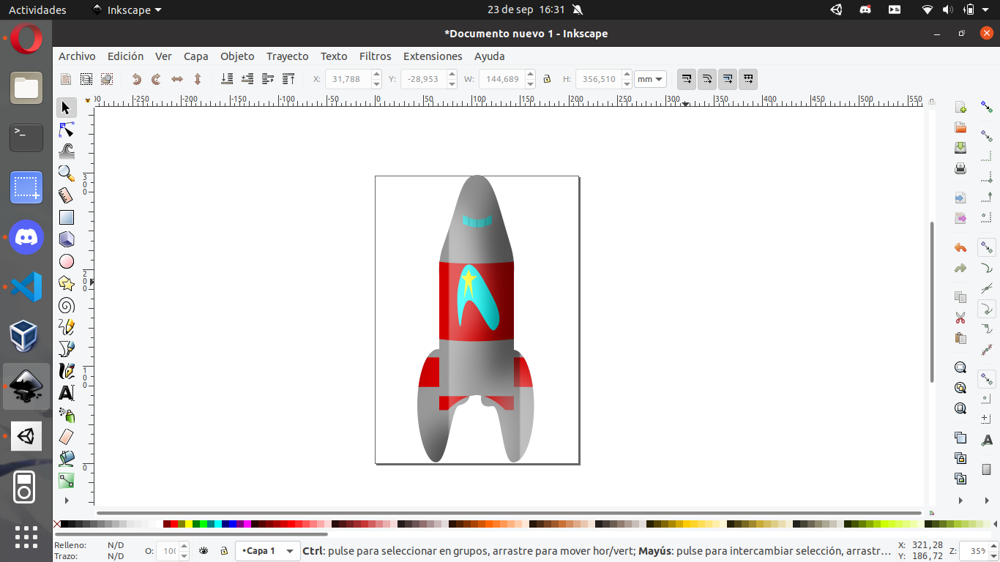 Actividades
Inkscape
23 de sep 16:31
*Documento nuevo 1 - Inkscape
Archivo Edición Ver Capa Objeto Trayecto Texto Filtros Extensiones Ayuda
X: 31,788 Y: -28,953 W: 144,689 H: 356,510 mm
-250 -200 -150 -100 -50 0 50 100 150 200 250 300 350 400 450 500 550
300
200
100
0
Relleno: N/D
Trazo: N/D
O:
•Capa 1
Ctrl: pulse para seleccionar en grupos, arrastre para mover hor/vert; Mayús: pulse para intercambiar selección, arrastr...
X: 321,28
Y: 186,72
Z: 35%